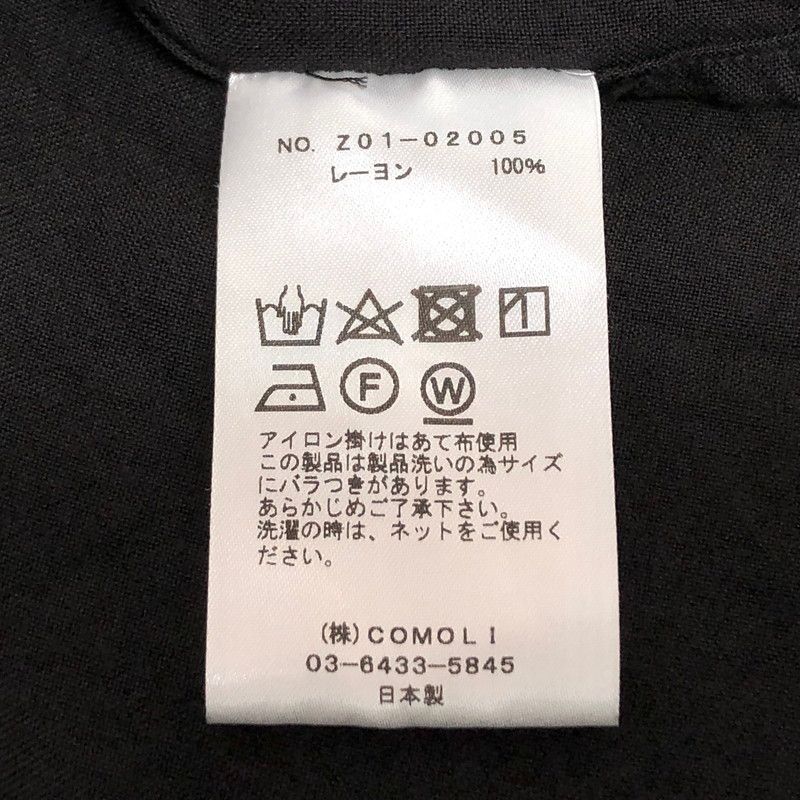 NO. Z01-02005
レーヨン 100%
F W
アイロン掛けはあて布使用
この製品は製品洗いの為サイズ
にバラつきがあります。
あらかじめご了承下さい。
洗濯の時は、ネットをご使用く
ださい。
(株)COMOLI
03-6433-5845
日本製